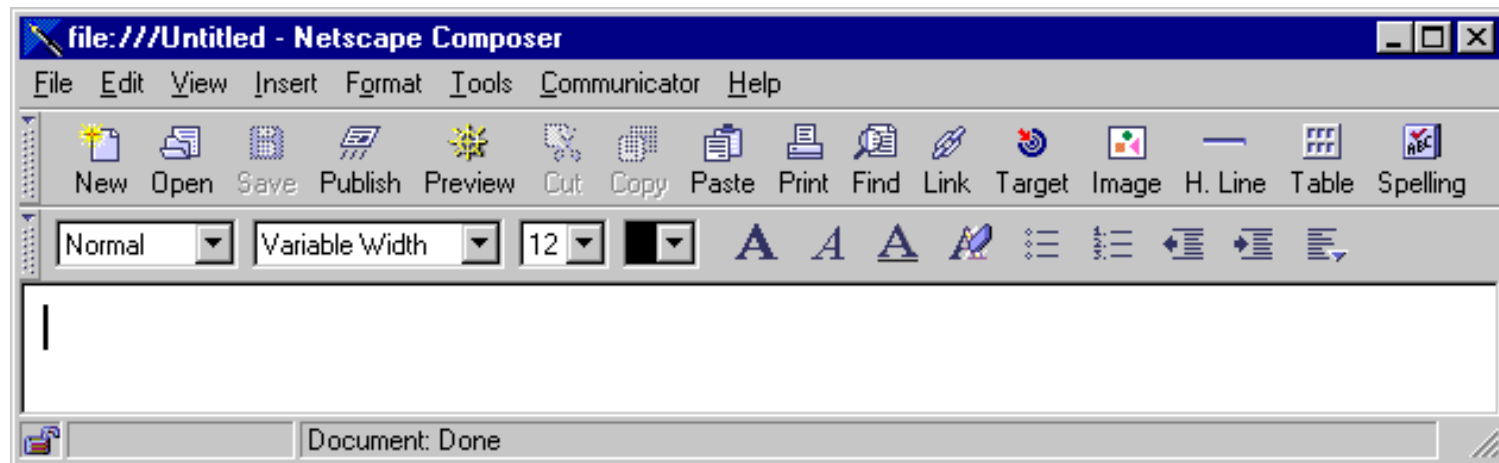 file:///Untitled - Netscape Composer
File Edit View Insert Format Tools Communicator Help
New Open Save Publish Preview Cut Copy Paste Print Find Link Target Image H. Line Table Spelling
Normal Variable Width 12 A A A A
Document: Done